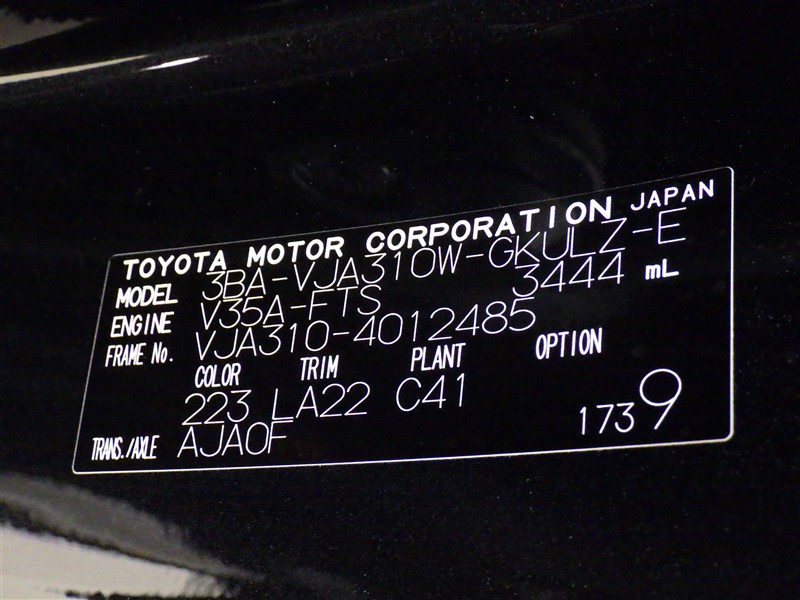 TOYOTA MOTOR CORPORATION JAPAN
MODEL 3BA-VJA310W-GKULZ-E
ENGINE V35A-FTS 3444 mL
FRAME No. VJA310-4012485
COLOR TRIM PLANT OPTION
223 LA22 C41
TRANS./AXLE AJA0F 1739